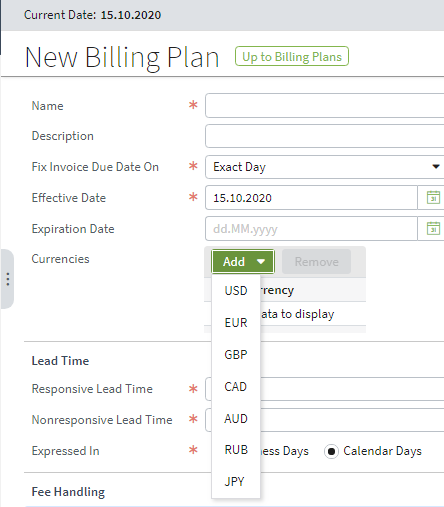 Current Date: 15.10.2020
New Billing Plan Up to Billing Plans
Name *
Description
Fix Invoice Due Date On * Exact Day
Effective Date * 15.10.2020 31
Expiration Date dd.MM.yyyy 31
Currencies Add Remove
USD rrency
EUR ata to display
GBP
Lead Time CAD
Responsive Lead Time *
AUD
Nonresponsive Lead Time *
Expressed In * RUB ness Days Calendar Days
JPY
Fee Handling